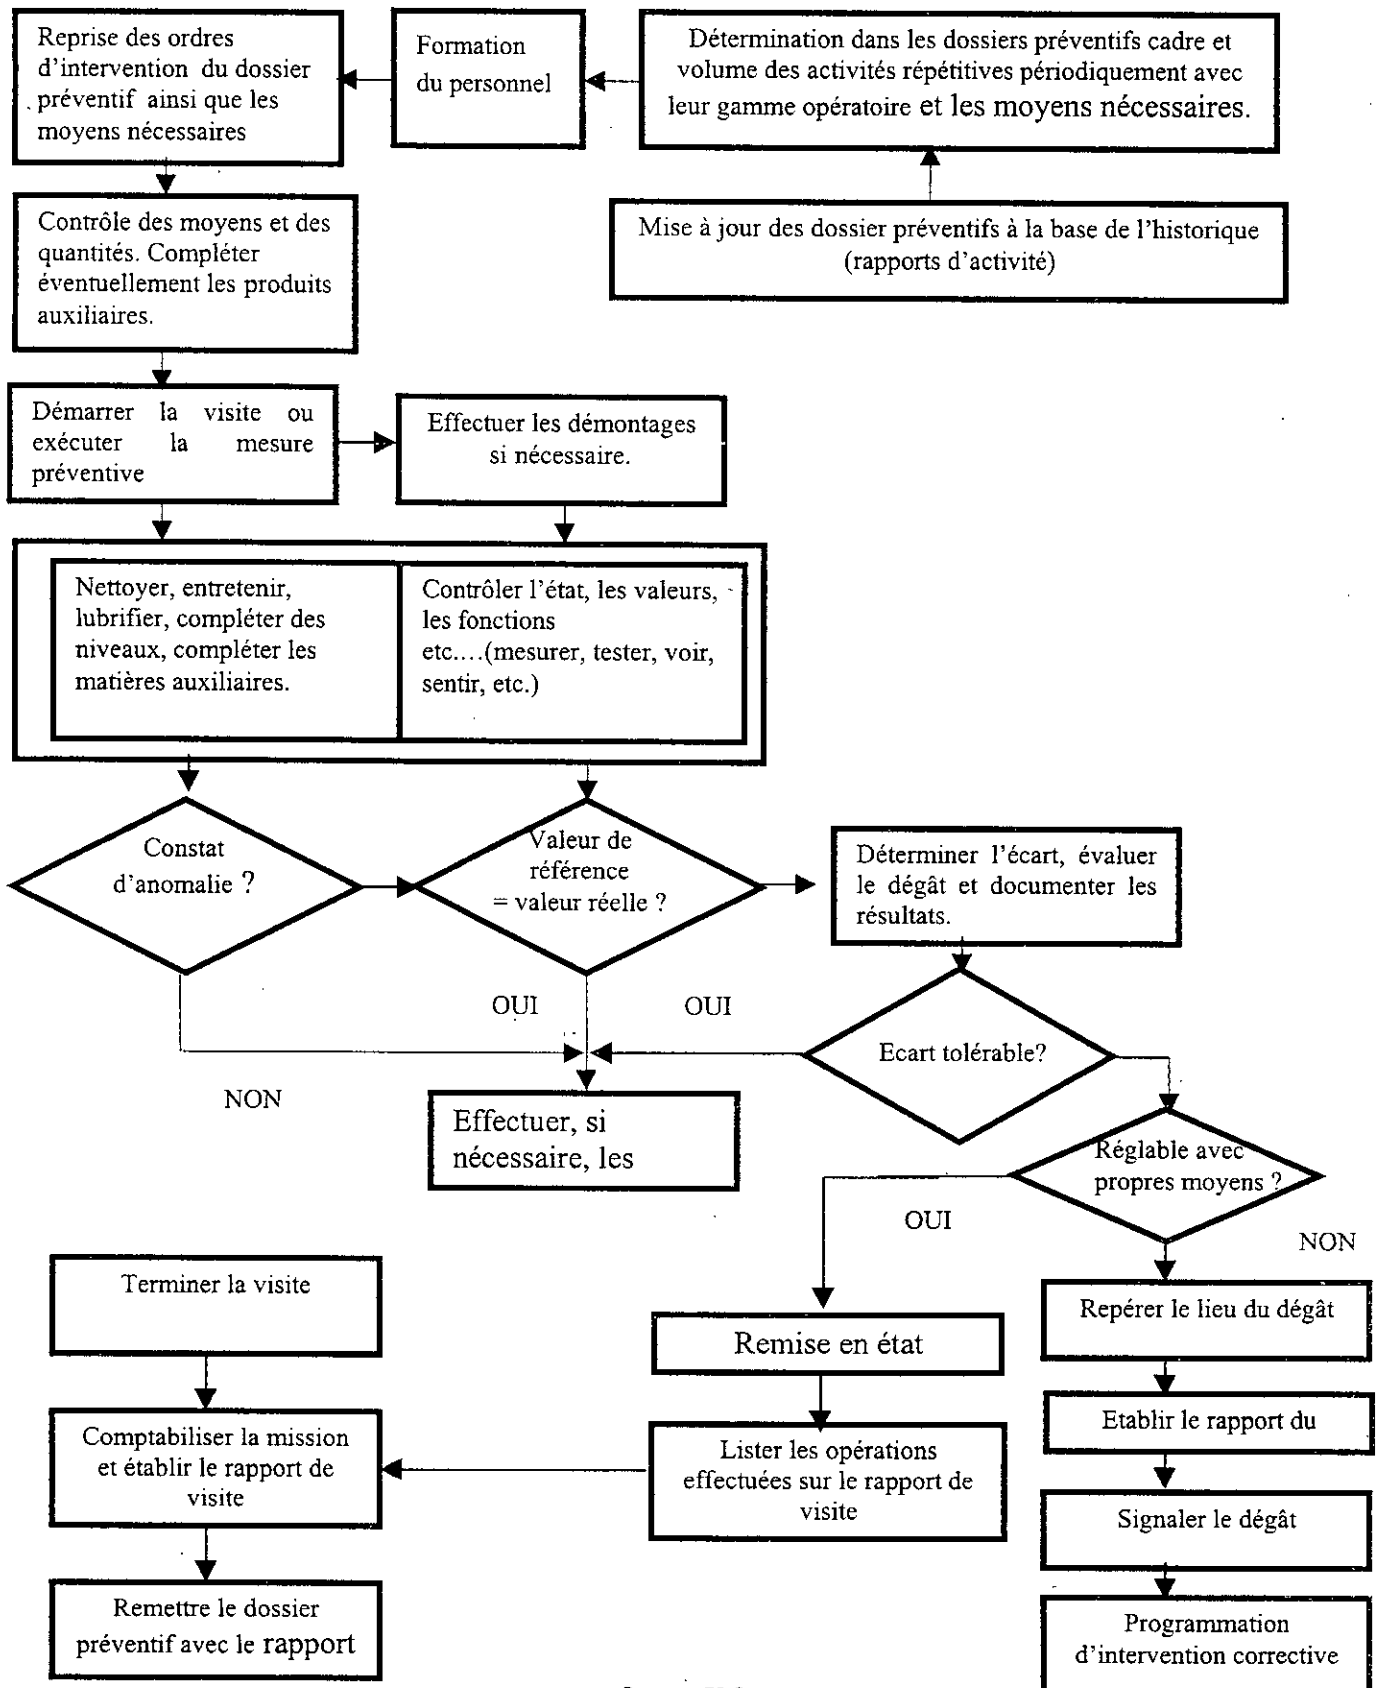 Reprise des ordres
d'intervention du dossier
préventif ainsi que les
moyens nécessaires
Formation
du personnel
Détermination dans les dossiers préventifs cadre et
volume des activités répétitives périodiquement avec
leur gamme opératoire et les moyens nécessaires.
Mise à jour des dossier préventifs à la base de l'historique
(rapports d'activité)
Contrôle des moyens et des
quantités. Compléter
éventuellement les produits
auxiliaires.
Démarrer la visite ou
exécuter la mesure
préventive
Effectuer les démontages
si nécessaire.
Nettoyer, entretenir,
lubrifier, compléter des
niveaux, compléter les
matières auxiliaires.
Contrôler l'état, les valeurs,
les fonctions
etc.…(mesurer, tester, voir,
sentir, etc.)
Constat
d'anomalie ?
Valeur de
référence
= valeur réelle ?
Déterminer l'écart, évaluer
le dégât et documenter les
résultats.
OUI
OUI
Ecart tolérable?
NON
Effectuer, si
nécessaire, les
Réglable avec
propres moyens ?
OUI
NON
Terminer la visite
Remise en état
Repérer le lieu du dégât
Comptabiliser la mission
et établir le rapport de
visite
Lister les opérations
effectuées sur le rapport de
visite
Etablir le rapport du
Signaler le dégât
Remettre le dossier
préventif avec le rapport
Programmation
d'intervention corrective